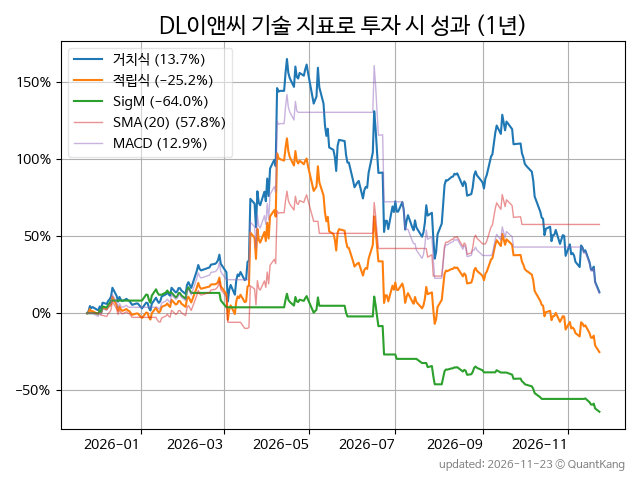 DL이앤씨 기술 지표로 투자 시 성과 (1년)
거치식 (13.7%)
적립식 (−25.2%)
SigM (−64.0%)
SMA(20) (57.8%)
MACD (12.9%)
150%
100%
50%
0%
−50%
2026-01 2026-03 2026-05 2026-07 2026-09 2026-11
updated: 2026-11-23 ⓒ QuantKang